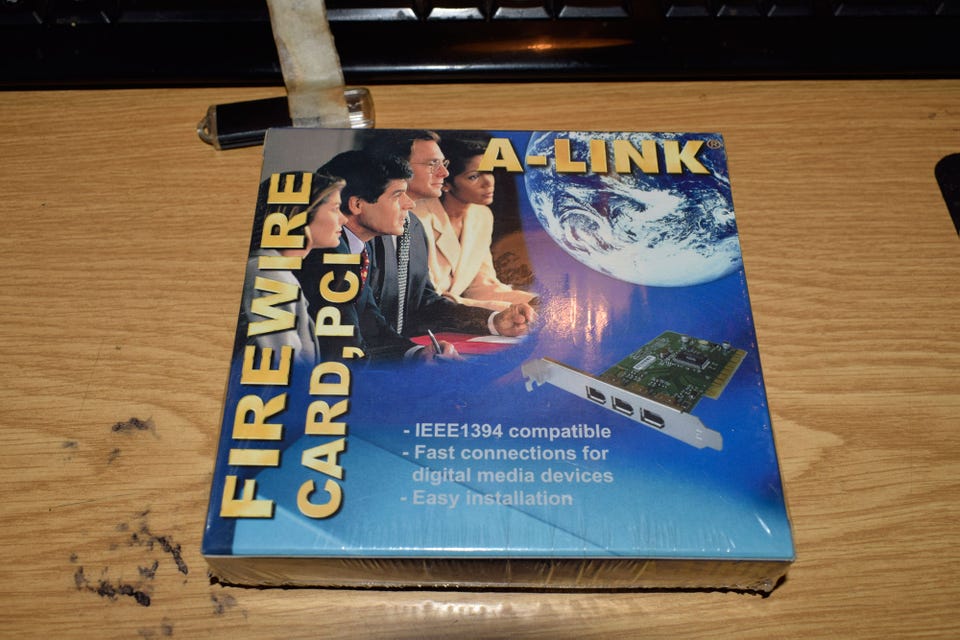 A-LINK®
FIREWIRE
CARD, PCI
- IEEE1394 compatible
- Fast connections for
digital media devices
- Easy installation